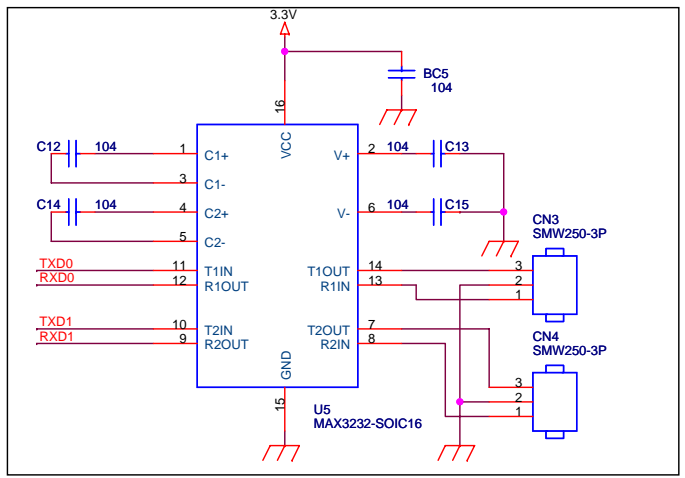 3.3V
BC5
104
16
VCC
C12 104 1 C1+
V+ 2 104 C13
3 C1-
C14 104 4 C2+
V- 6 104 C15
5 C2-
CN3
SMW250-3P
TXD0 11 T1IN
T1OUT 14 3
RXD0 12 R1OUT
R1IN 13 2
1
TXD1 10 T2IN
T2OUT 7
RXD1 9 R2OUT
R2IN 8
CN4
SMW250-3P
GND
15
3
2
1
U5
MAX3232-SOIC16